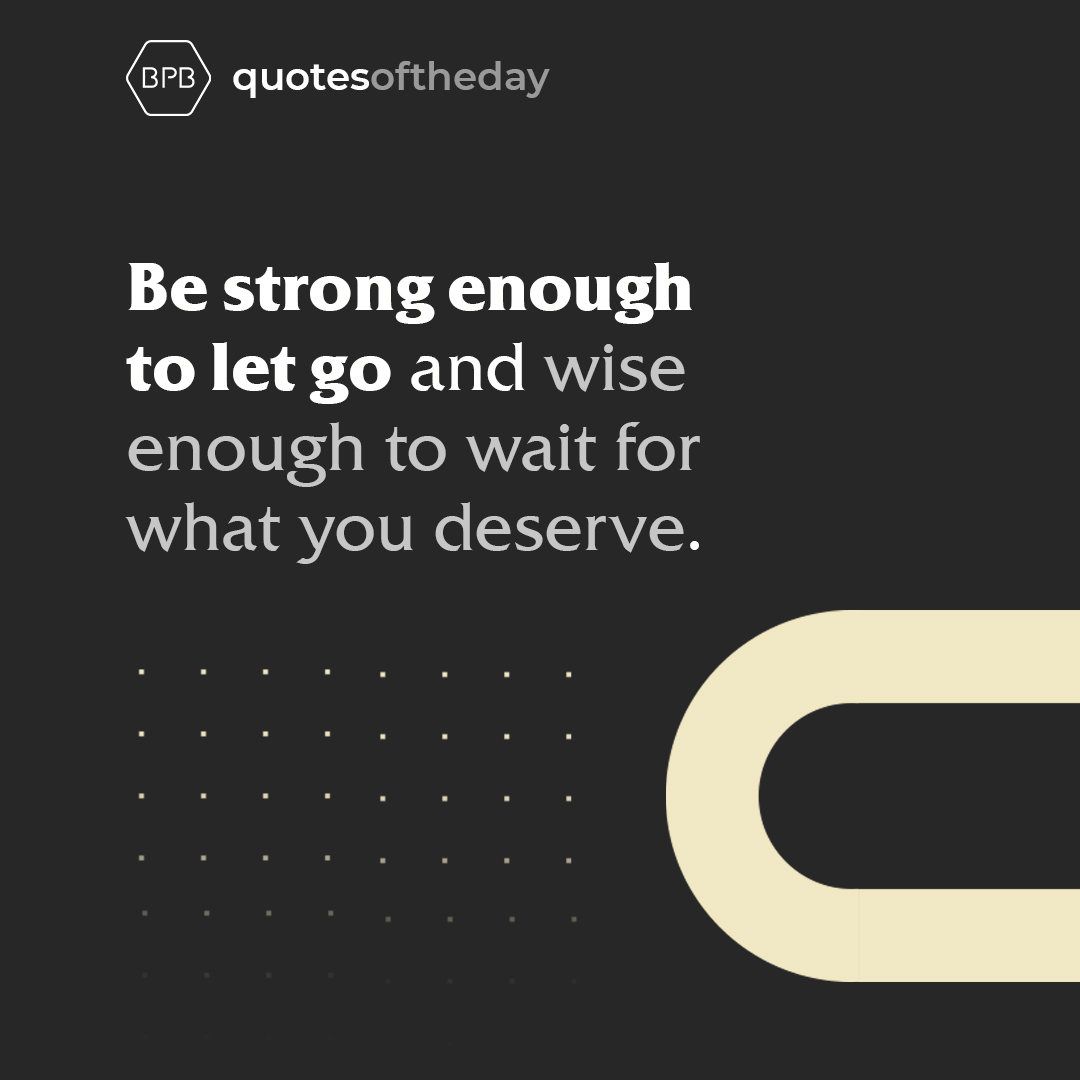 BPB quotesoftheday
Be strong enough
to let go and wise
enough to wait for
what you deserve.